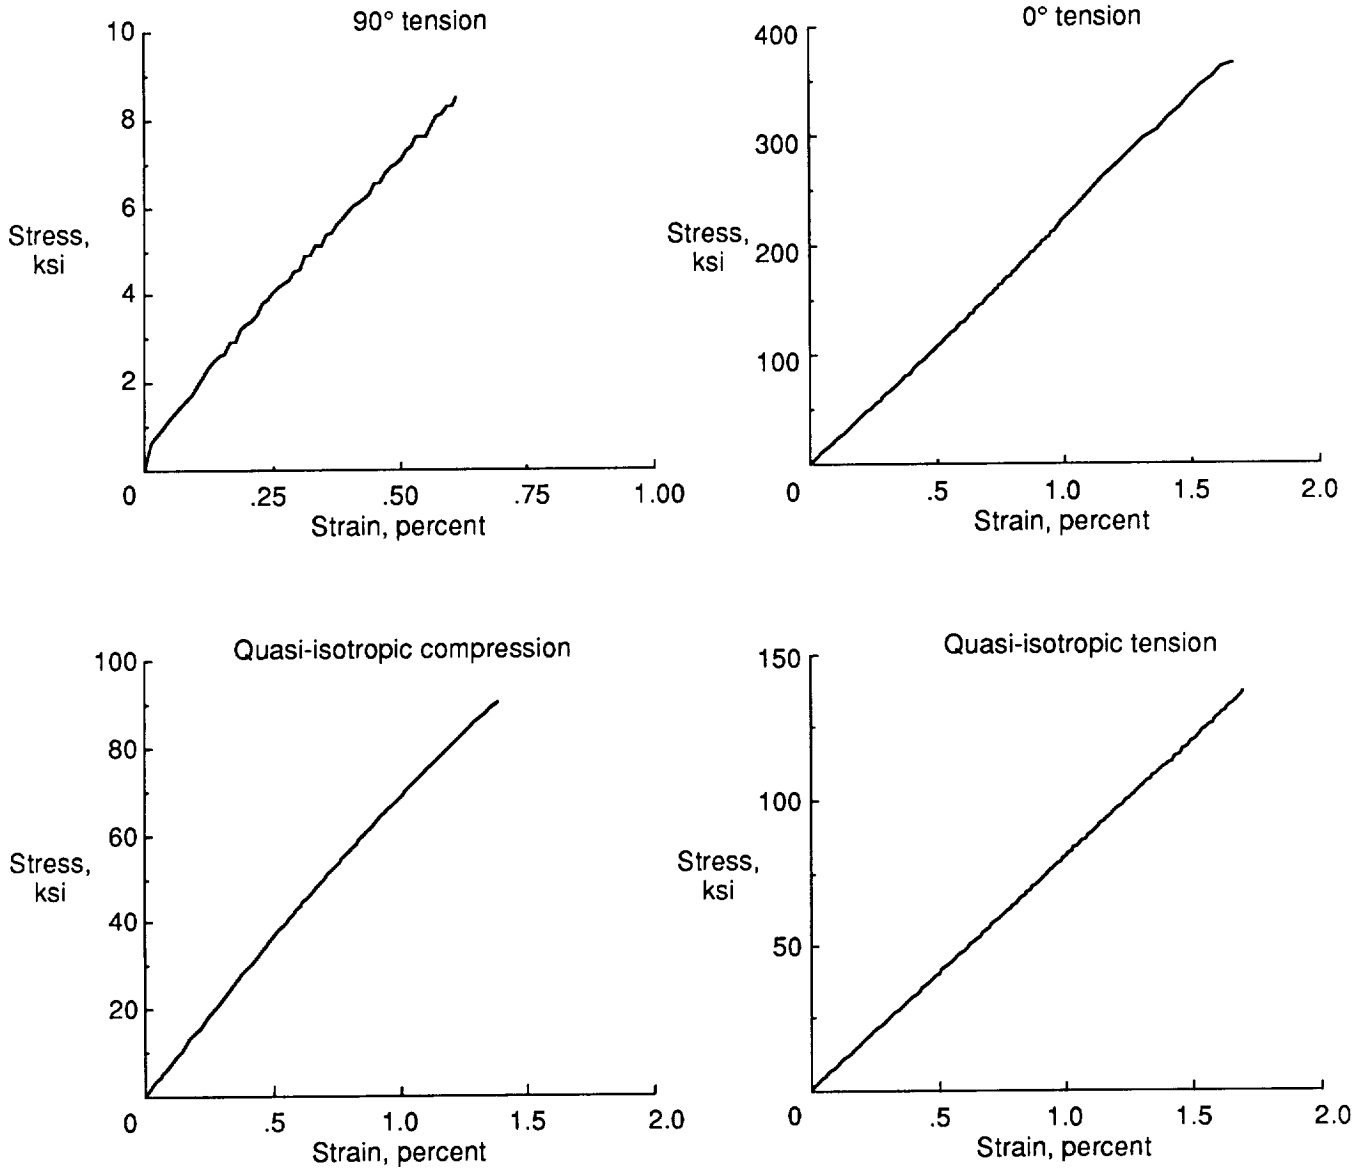 90° tension
10
8
6
4
2
0
Stress,
ksi
.25
.50
.75
1.00
Strain, percent
0° tension
400
300
200
100
0
Stress,
ksi
.5
1.0
1.5
2.0
Strain, percent
Quasi-isotropic compression
100
80
60
40
20
0
Stress,
ksi
.5
1.0
1.5
2.0
Strain, percent
Quasi-isotropic tension
150
100
50
0
Stress,
ksi
.5
1.0
1.5
2.0
Strain, percent